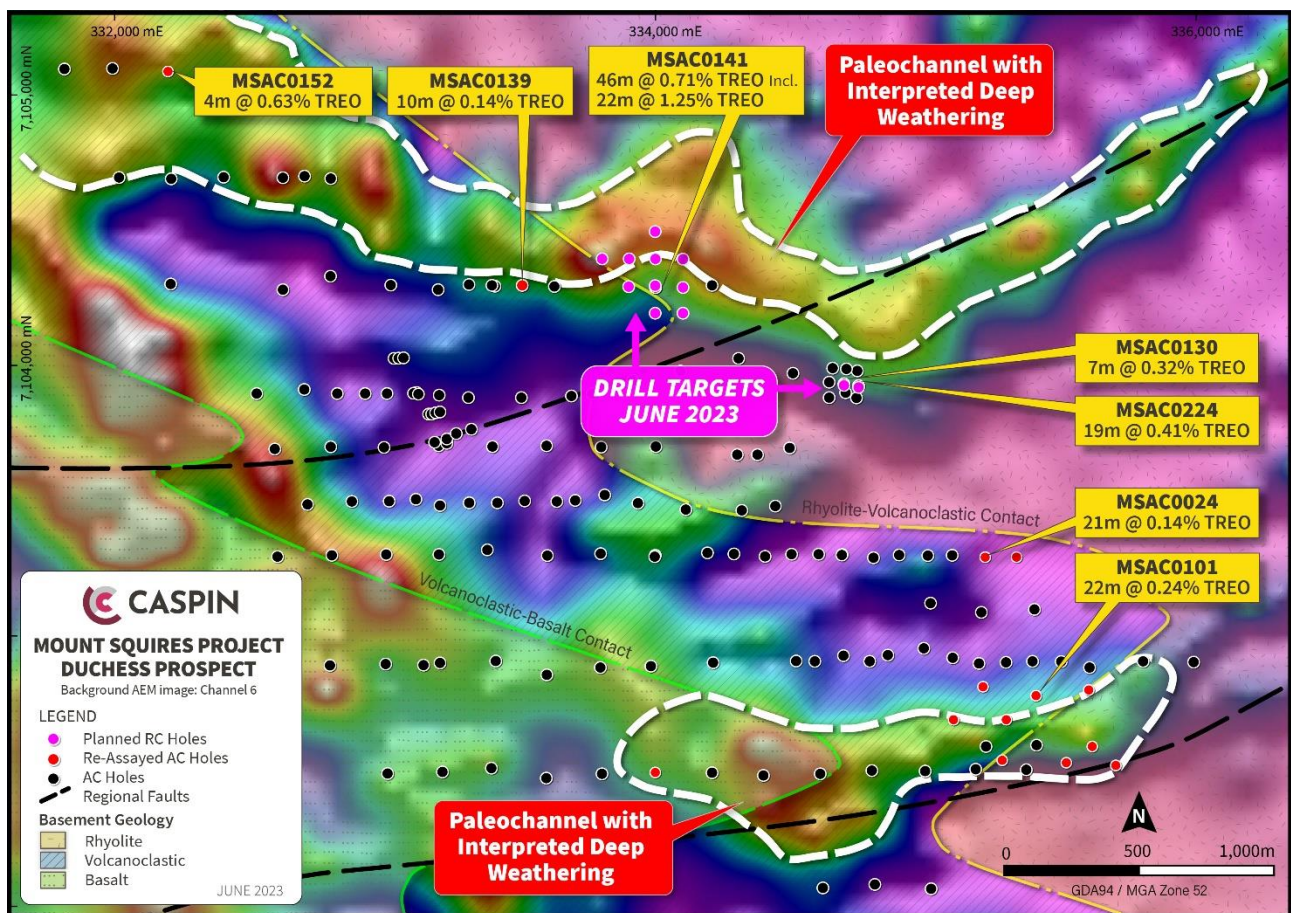 332,000 mE
334,000 mE
336,000 mE
7,105,000 mN
7,104,000 mN
MSAC0152
4m @ 0.63% TREO
MSAC0139
10m @ 0.14% TREO
MSAC0141
46m @ 0.71% TREO Incl.
22m @ 1.25% TREO
Paleochannel with
Interpreted Deep
Weathering
DRILL TARGETS
JUNE 2023
MSAC0130
7m @ 0.32% TREO
MSAC0224
19m @ 0.41% TREO
Rhyolite-Volcanoclastic Contact
MSAC0024
21m @ 0.14% TREO
MSAC0101
22m @ 0.24% TREO
Volcanoclastic-Basalt Contact
CASPIN
MOUNT SQUIRES PROJECT
DUCHESS PROSPECT
Background AEM image: Channel 6
LEGEND
Planned RC Holes
Re-Assayed AC Holes
AC Holes
Regional Faults
Basement Geology
Rhyolite
Volcanoclastic
Basalt
JUNE 2023
Paleochannel with
Interpreted Deep
Weathering
N
0 500 1,000m
GDA94 / MGA Zone 52